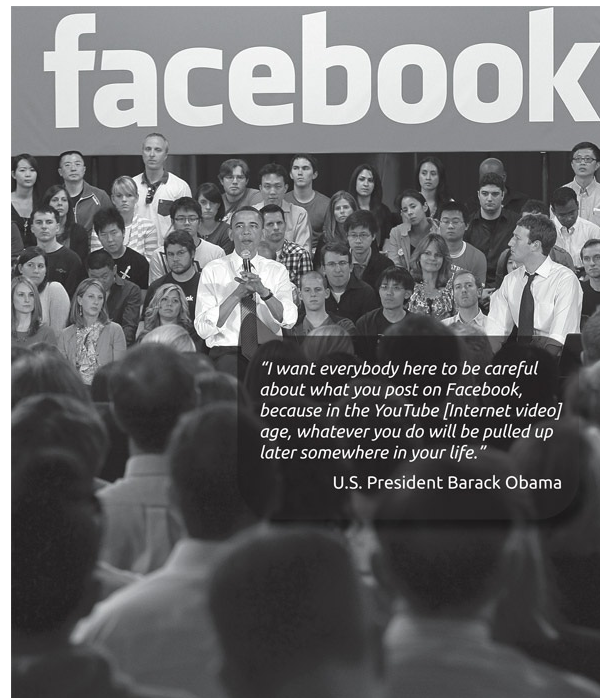 facebook
“I want everybody here to be careful
about what you post on Facebook,
because in the YouTube [Internet video]
age, whatever you do will be pulled up
later somewhere in your life.”
U.S. President Barack Obama